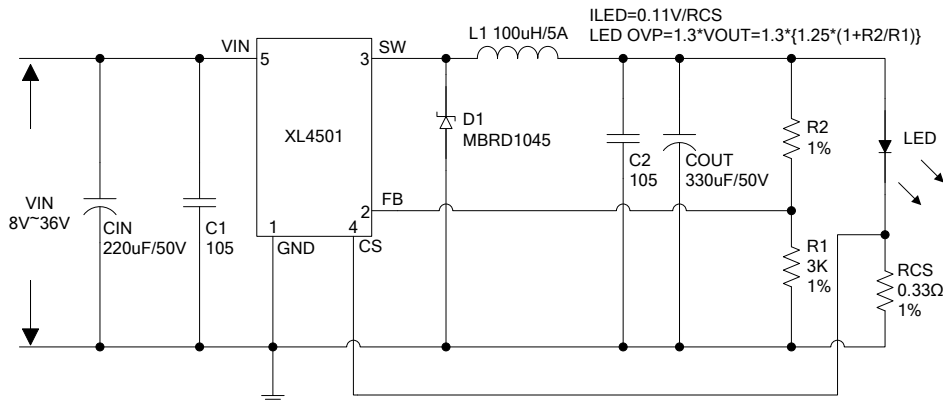 ILED=0.11V/RCS
LED OVP=1.3*VOUT=1.3*{1.25*(1+R2/R1)}
L1 100uH/5A
VIN
5
3
SW
XL4501
D1
MBRD1045
C2
105
COUT
330uF/50V
R2
1%
LED
VIN
8V~36V
CIN
220uF/50V
C1
105
1
GND
2
FB
4
CS
R1
3K
1%
RCS
0.33Ω
1%